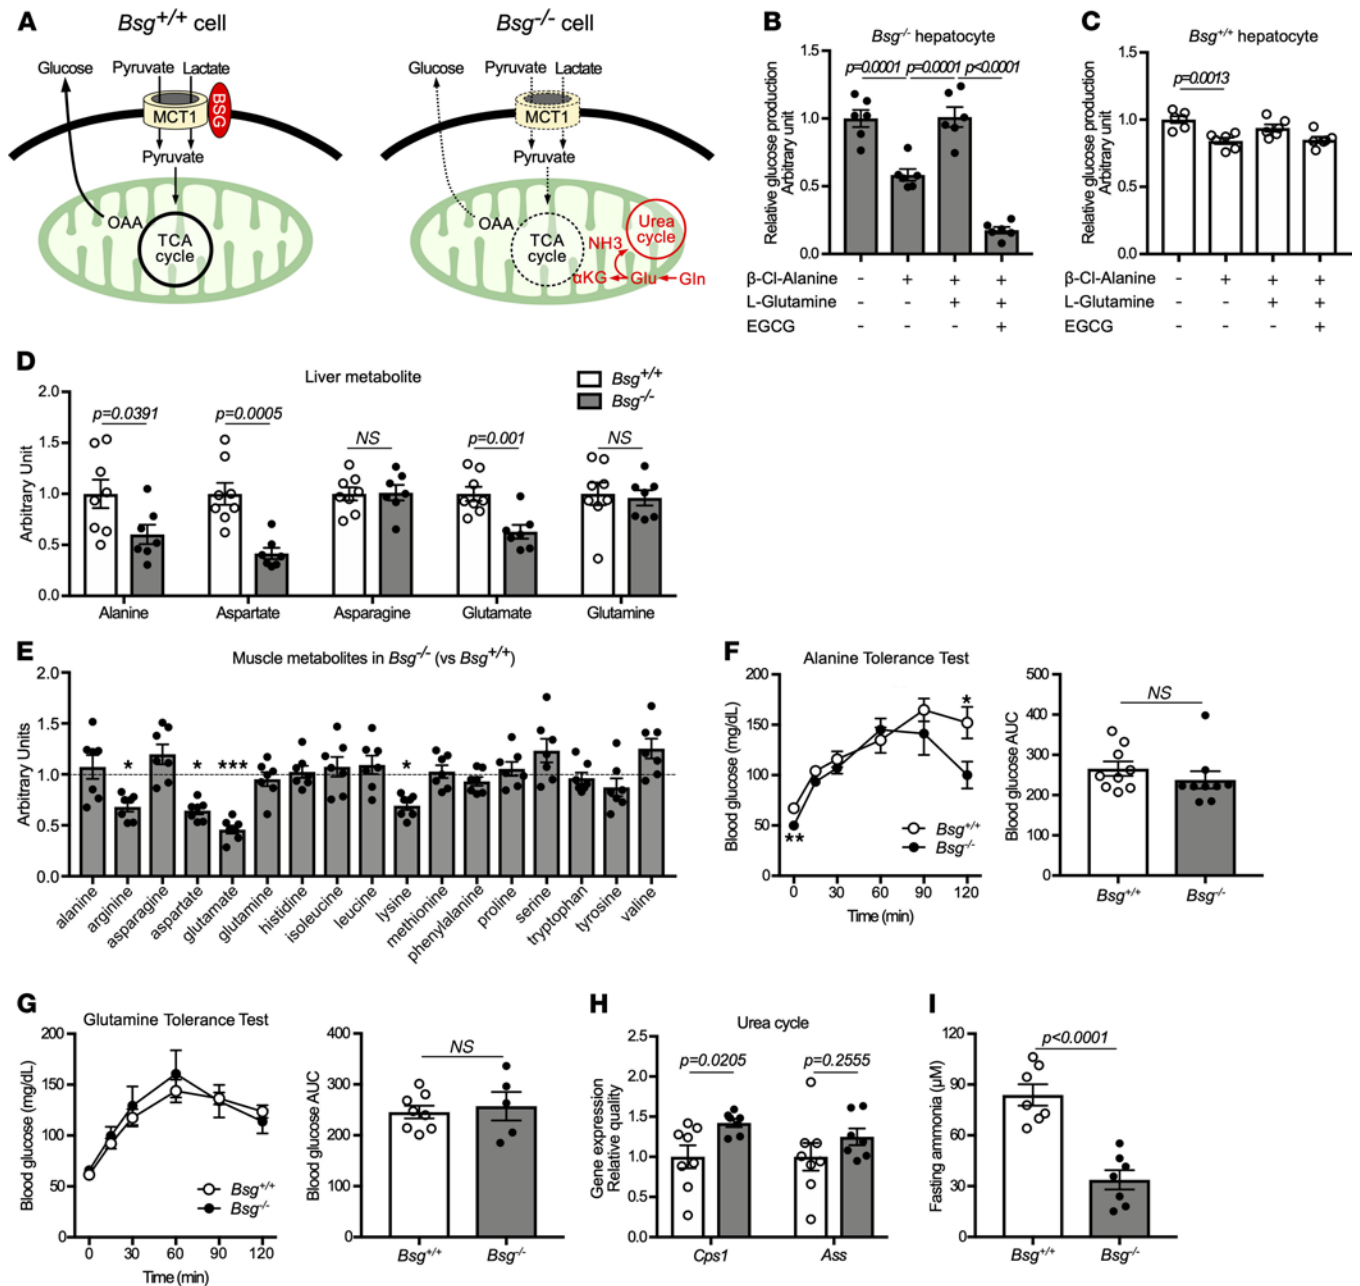 A
Bsg+/+ cell
Bsg-/- cell
Glucose
Pyruvate
Lactate
MCT1
BSG
Pyruvate
OAA
TCA
cycle
Glucose
Pyruvate
Lactate
MCT1
Pyruvate
OAA
TCA
cycle
NH3
Urea
cycle
αKG
Glu
Gln
B
Bsg-/- hepatocyte
Relative glucose production
Arbitrary unit
1.5
1.0
0.5
0.0
p=0.0001
p=0.0001
p<0.0001
β-Cl-Alanine - + + +
L-Glutamine - - + +
EGCG - - - +
C
Bsg+/+ hepatocyte
Relative glucose production
Arbitrary unit
1.5
1.0
0.5
0.0
p=0.0013
β-Cl-Alanine - + + +
L-Glutamine - - + +
EGCG - - - +
D
Liver metabolite
Bsg+/+
Bsg-/-
Arbitrary Unit
2.0
1.5
1.0
0.5
0.0
p=0.0391
p=0.0005
NS
p=0.001
NS
Alanine
Aspartate
Asparagine
Glutamate
Glutamine
E
Muscle metabolites in Bsg-/- (vs Bsg+/+)
Arbitrary Units
2.0
1.5
1.0
0.5
0.0
*
*
***
*
alanine
arginine
asparagine
aspartate
glutamate
glutamine
histidine
isoleucine
leucine
lysine
methionine
phenylalanine
proline
serine
tryptophan
tyrosine
valine
F
Alanine Tolerance Test
Blood glucose (mg/dL)
200
150
100
50
0
*
**
Bsg+/+
Bsg-/-
0 30 60 90 120
Time (min)
Blood glucose AUC
500
400
300
200
100
0
NS
Bsg+/+
Bsg-/-
G
Glutamine Tolerance Test
Blood glucose (mg/dL)
200
150
100
50
0
Bsg+/+
Bsg-/-
0 30 60 90 120
Time (min)
Blood glucose AUC
400
300
200
100
0
NS
Bsg+/+
Bsg-/-
H
Urea cycle
Gene expression
Relative quality
2.5
2.0
1.5
1.0
0.5
0.0
p=0.0205
p=0.2555
Cps1
Ass
I
Fasting ammonia (µM)
120
90
60
30
0
p<0.0001
Bsg+/+
Bsg-/-